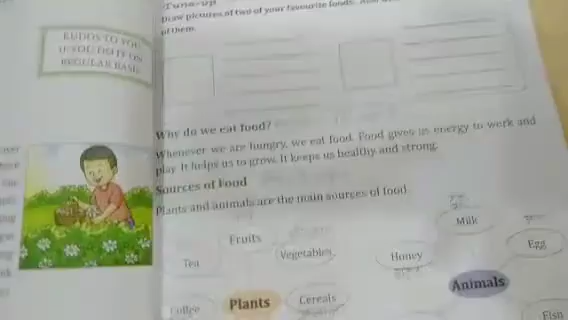 Tune-up
Draw pictures of two of your favourite foods. Also
of them.
KUDOS TO YOU
IF YOU DO IT ON
REGULAR BASIS
Why do we eat food?
Whenever we are hungry, we eat food. Food gives us energy to work and
play. It helps us to grow. It keeps us healthy and strong.
Sources of Food
Plants and animals are the main sources of food.
Milk
Fruits
Egg
Vegetables
Honey
Tea
Animals
Plants
Cereals
Coffee
Fish